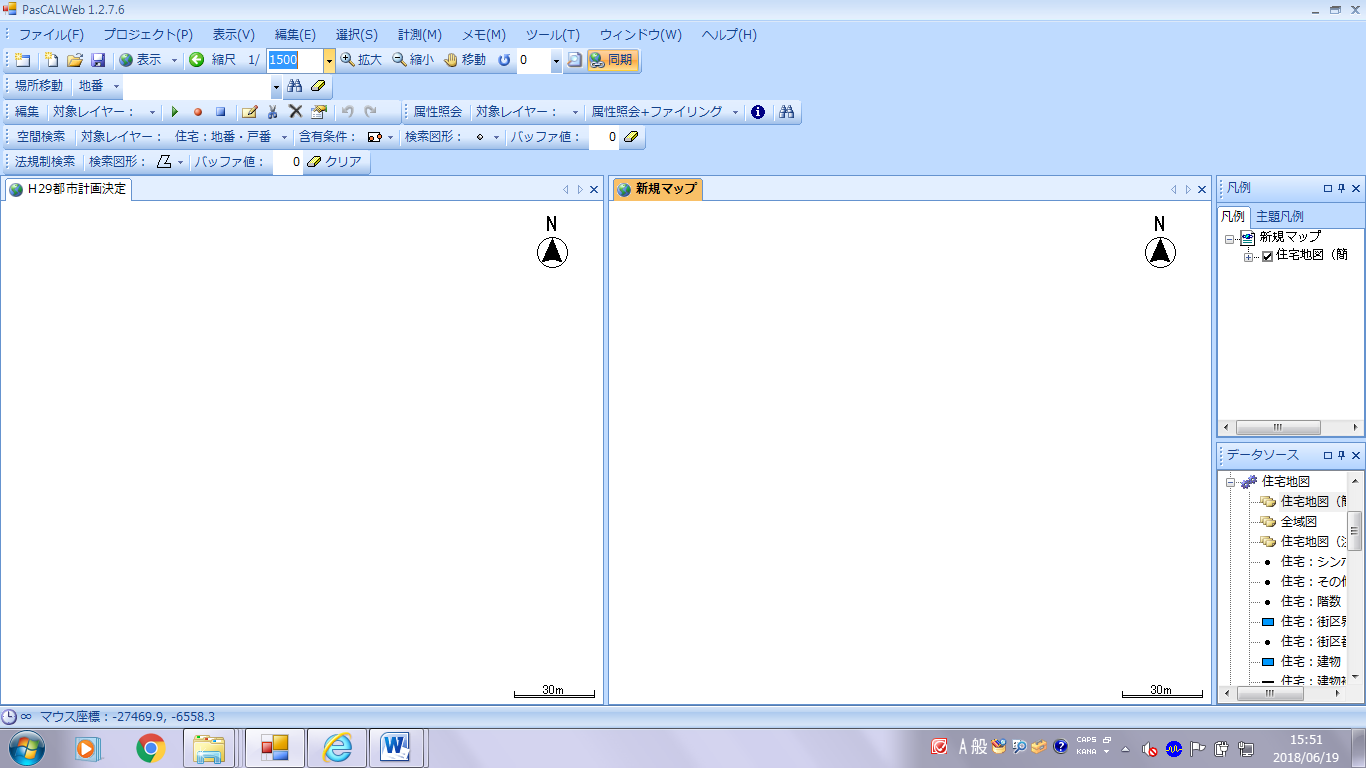 PasCALWeb 1.2.7.6
ファイル(F) プロジェクト(P) 表示(V) 編集(E) 選択(S) 計測(M) メモ(M) ツール(T) ウィンドウ(W) ヘルプ(H)
表示 縮尺 1/ 1500 拡大 縮小 移動 0 同期
場所移動 地番
編集 対象レイヤー： 属性照会 対象レイヤー： 属性照会+ファイリング
空間検索 対象レイヤー： 住宅：地番・戸番 含有条件： 検索図形： バッファ値： 0
法規制検索 検索図形： バッファ値： 0 クリア
H29都市計画決定
N
30m
新規マップ
N
30m
凡例
凡例 主題凡例
新規マップ
住宅地図（簡
データソース
住宅地図
住宅地図（簡
全域図
住宅地図（
住宅：シンボ
住宅：その他
住宅：階数
住宅：街区界
住宅：街区番
住宅：建物
住宅：建物
マウス座標：-27469.9, -6558.3
A 般 CAPS KANA
15:51
2018/06/19